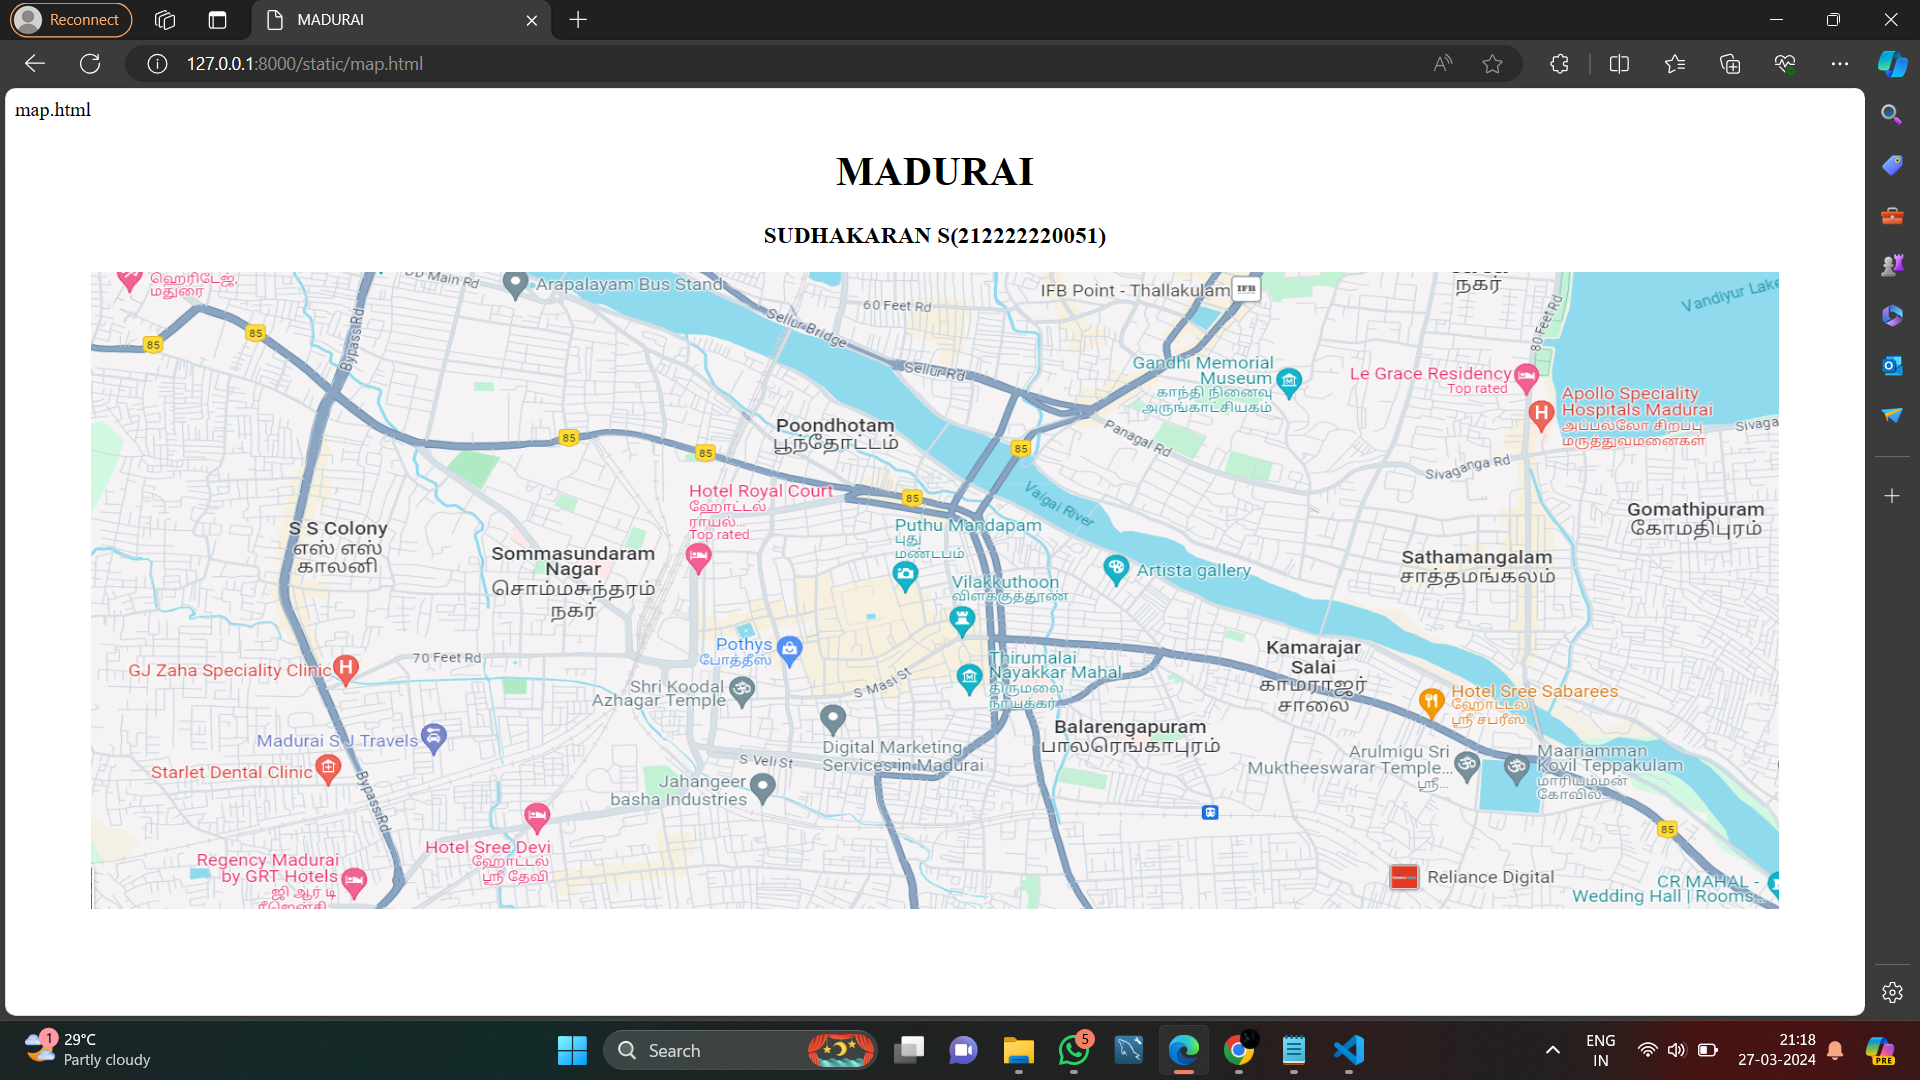 Reconnect
MADURAI
127.0.0.1:8000/static/map.html
map.html
MADURAI
SUDHAKARAN S(212222220051)
ஹெரிடேஜ்,
மதுரை
DD Main Rd
Arapalayam Bus Stand
60 Feet Rd
IFB Point - Thallakulam
IFB
நகர்
80 Feet Rd
Vandiyur Lake
85
85
Bypass Rd
Sellur Bridge
Sellur Rd
Gandhi Memorial
Museum
காந்தி நினைவு
அருங்காட்சியகம்
Le Grace Residency
Top rated
Apollo Speciality
Hospitals Madurai
அப்பல்லோ சிறப்பு
மருத்துவமனைகள்
Sivaga
Poondhotam
பூந்தோட்டம்
85
85
85
85
Panagal Rd
Sivaganga Rd
Hotel Royal Court
ஹோட்டல்
ராயல்...
Top rated
Vaigai River
Gomathipuram
கோமதிபுரம்
S S Colony
எஸ் எஸ்
காலனி
Puthu Mandapam
புது
மண்டபம்
Sommasundaram
Nagar
சொம்மசுந்தரம்
நகர்
Vilakkuthoon
விளக்குத்தூண்
Artista gallery
Sathamangalam
சாத்தமங்கலம்
Pothys
போத்தீஸ்
70 Feet Rd
GJ Zaha Speciality Clinic
Shri Koodal
Azhagar Temple
S Masi St
Thirumalai
Nayakkar Mahal
திருமலை
நாயக்கர்...
Kamarajar
Salai
காமராஜர்
சாலை
Hotel Sree Sabarees
ஹோட்டல்
ஸ்ரீ சபரீஸ்
Madurai S J Travels
Digital Marketing
Services in Madurai
Balarengapuram
பாலரெங்காபுரம்
Starlet Dental Clinic
Bypass Rd
S Veli St
Jahangeer
basha Industries
Arulmigu Sri
Muktheeswarar Temple...
ஸ்ரீ...
Maariamman
Kovil Teppakulam
மாரியம்மன்
கோவில்...
85
Hotel Sree Devi
ஹோட்டல்
ஸ்ரீ தேவி
Regency Madurai
by GRT Hotels
ஜி ஆர் டி
ரீஜென்சி
Reliance Digital
CR MAHAL -
Wedding Hall | Rooms...
1
29°C
Partly cloudy
Search
5
ENG
IN
21:18
27-03-2024
PRE